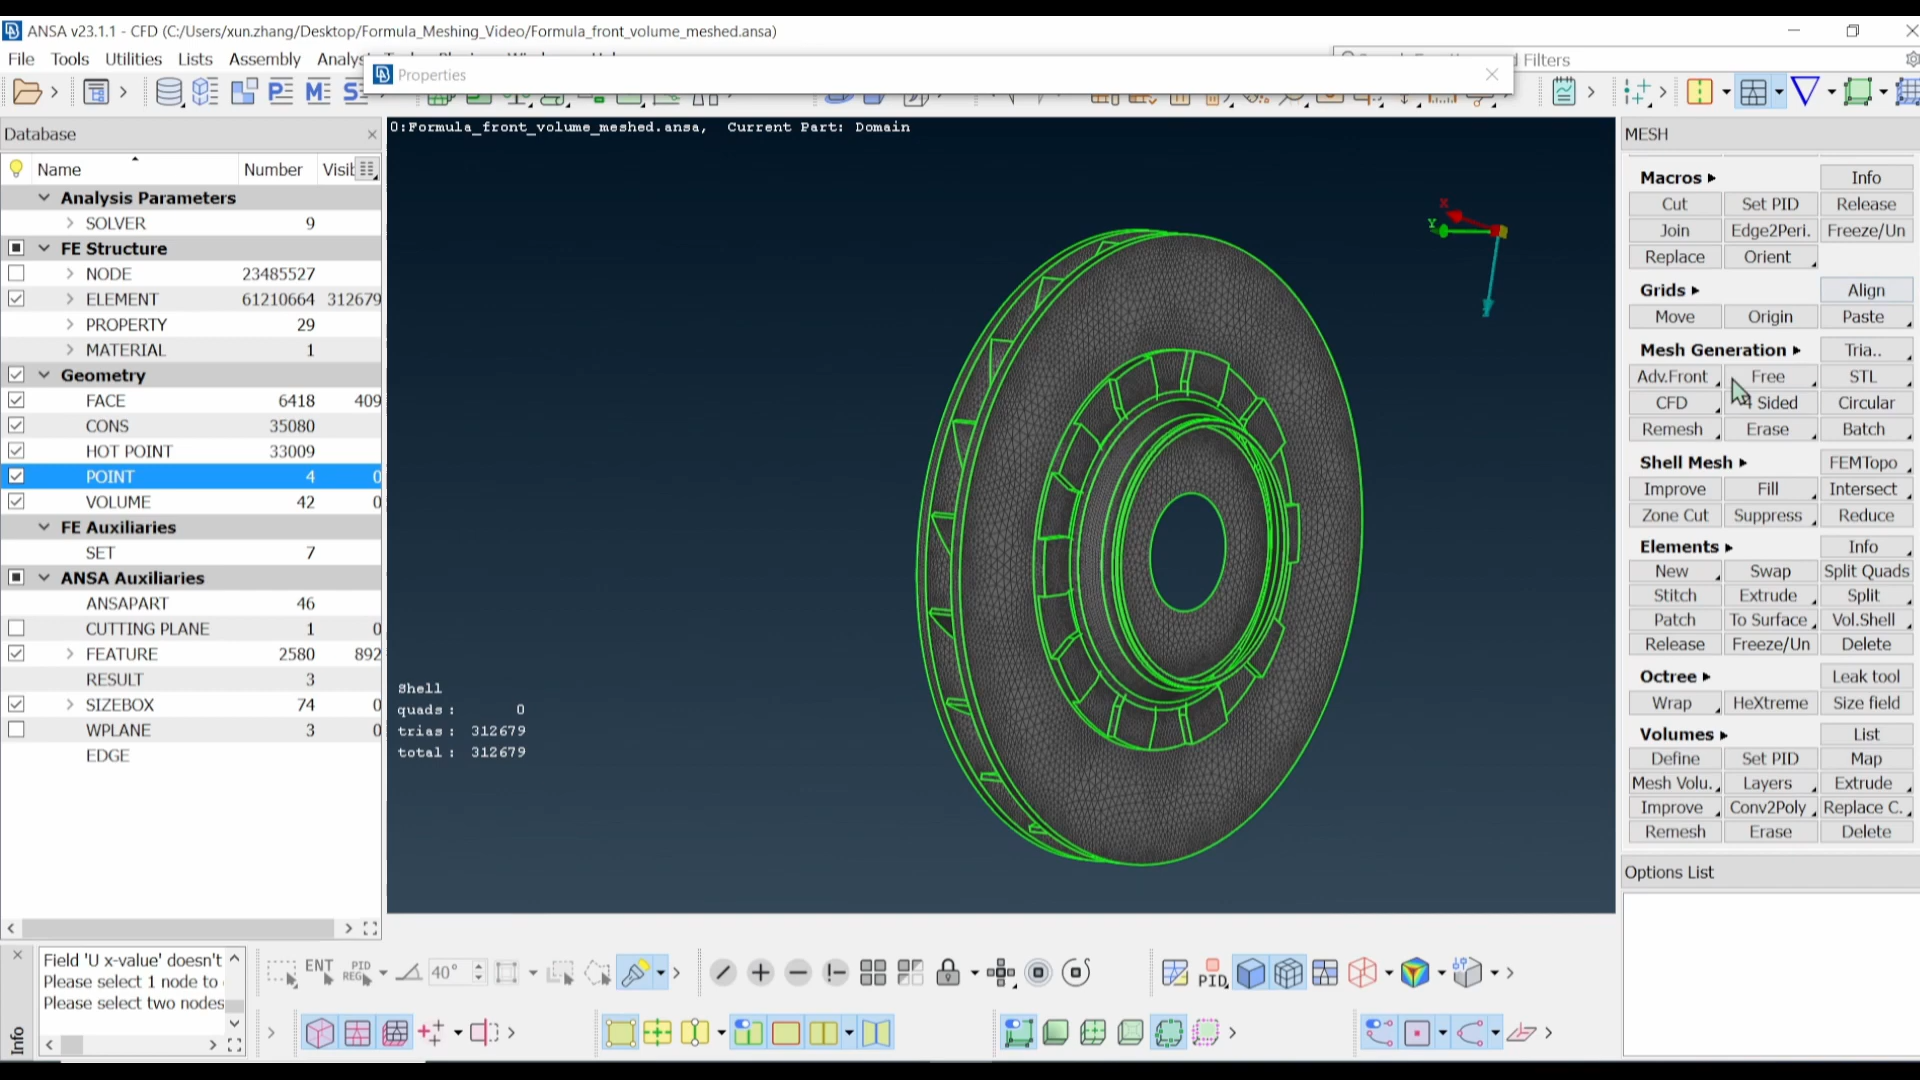 ANSA v23.1.1 - CFD (C:/Users/xun.zhang/Desktop/Formula_Meshing_Video/Formula_front_volume_meshed.ansa)
File Tools Utilities Lists Assembly
Properties
Filters
Database
Name Number
Analysis Parameters
SOLVER 9
FE Structure
NODE 23485527
ELEMENT 61210664 312679
PROPERTY 29
MATERIAL 1
Geometry
FACE 6418 409
CONS 35080
HOT POINT 33009
POINT 4 0
VOLUME 42 0
FE Auxiliaries
SET 7
ANSA Auxiliaries
ANSAPART 46
CUTTING PLANE 1 0
FEATURE 2580 892
RESULT 3
SIZEBOX 74 0
WPLANE 3 0
EDGE
0:Formula_front_volume_meshed.ansa, Current Part: Domain
X
Y
Shell
quads : 0
trias : 312679
total : 312679
MESH
Macros Info
Cut Set PID Release
Join Edge2Peri. Freeze/Un
Replace Orient
Grids Align
Move Origin Paste
Mesh Generation Tria..
Adv.Front Free STL
CFD Sided Circular
Remesh Erase Batch
Shell Mesh FEMTopo
Improve Fill Intersect
Zone Cut Suppress Reduce
Elements Info
New Swap Split Quads
Stitch Extrude Split
Patch To Surface Vol.Shell
Release Freeze/Un Delete
Octree Leak tool
Wrap HeXtreme Size field
Volumes List
Define Set PID Map
Mesh Volu. Layers Extrude
Improve Conv2Poly Replace C.
Remesh Erase Delete
Options List
Info
Field 'U x-value' doesn't
Please select 1 node to
Please select two nodes
ENT
PID
REG
40°
PID